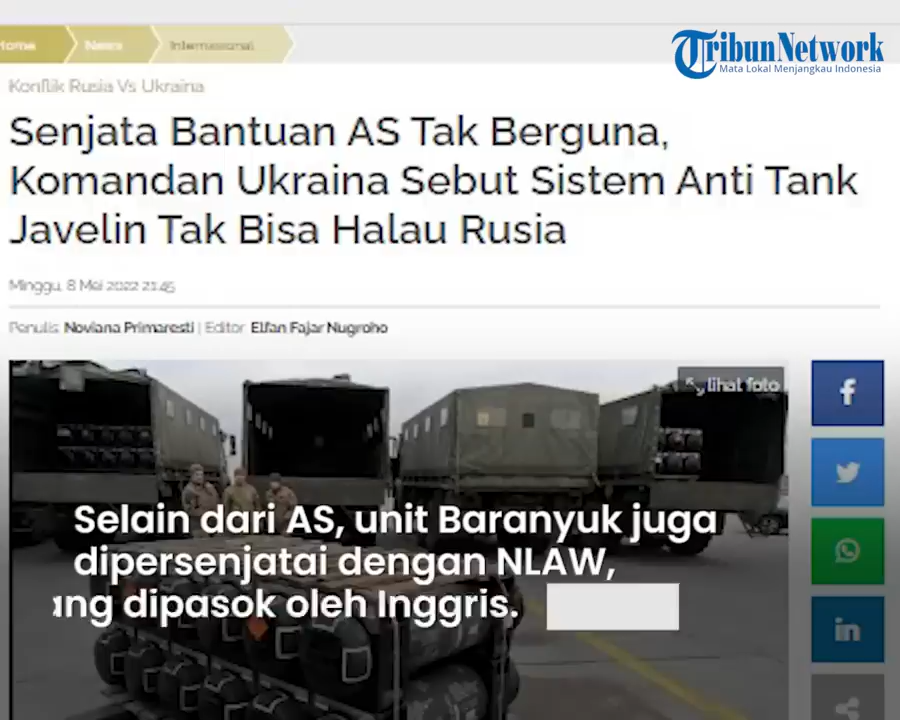 Home
News
Internasional
TribunNetwork
Mata Lokal Menjangkau Indonesia
Konflik Rusia Vs Ukraina
Senjata Bantuan AS Tak Berguna,
Komandan Ukraina Sebut Sistem Anti Tank
Javelin Tak Bisa Halau Rusia
Minggu, 8 Mei 2022 21:45
Penulis: Noviana Primaresti | Editor: Elfan Fajar Nugroho
lihat foto
Selain dari AS, unit Baranyuk juga
dipersenjatai dengan NLAW,
ang dipasok oleh Inggris.